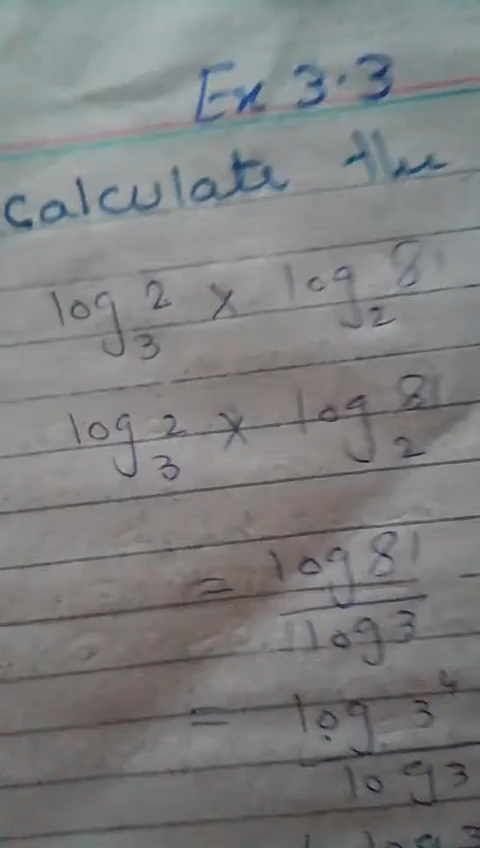 Ex 3.3
Calculate the
log₃ 2 × log₂ 81
log₃ 2 × log₂ 81
= log 81
log 3
= log 3⁴
log 3